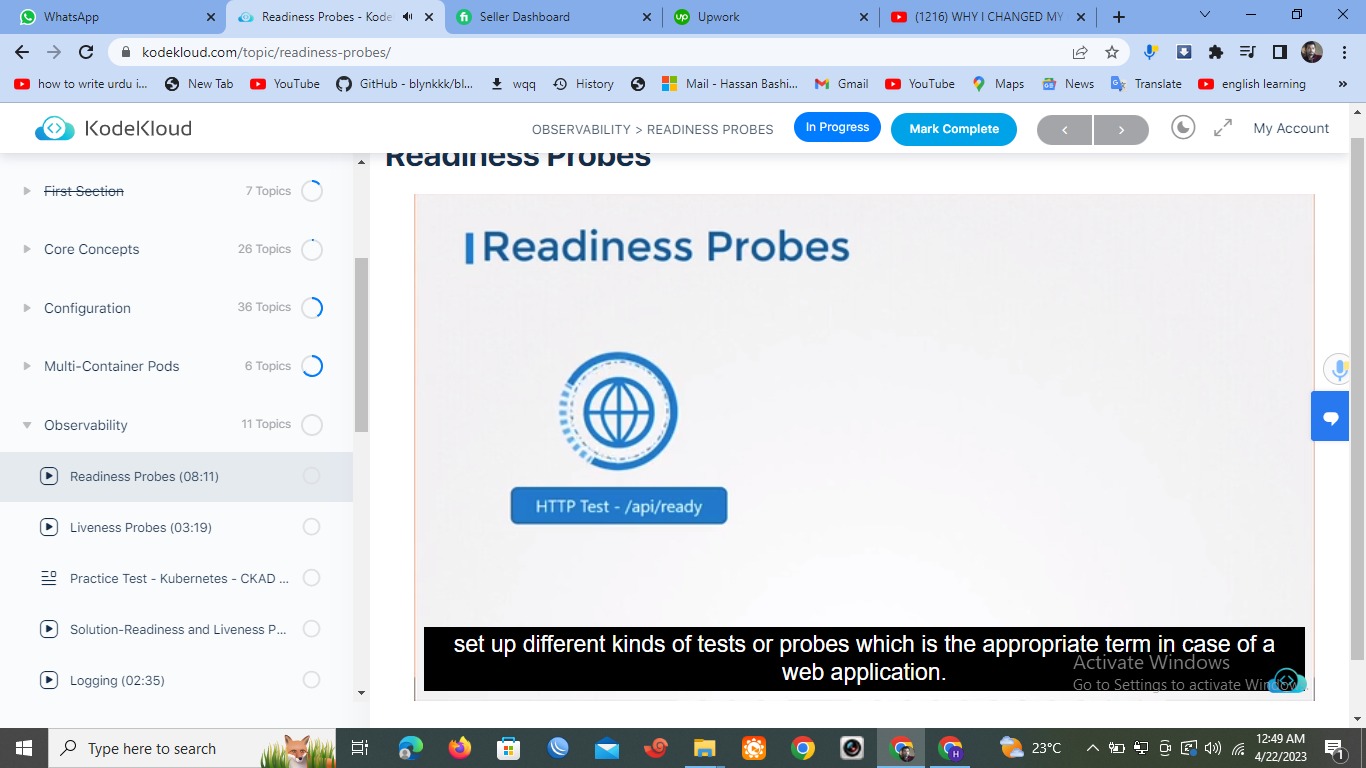 WhatsApp
Readiness Probes - Kode
Seller Dashboard
Upwork
(1216) WHY I CHANGED MY
kodekloud.com/topic/readiness-probes/
how to write urdu i...
New Tab
YouTube
GitHub - blynkkk/bl...
wqq
History
Mail - Hassan Bashi...
Gmail
YouTube
Maps
News
Translate
english learning
»
KodeKloud
OBSERVABILITY > READINESS PROBES
In Progress
Mark Complete
My Account
First Section
7 Topics
Core Concepts
26 Topics
Configuration
36 Topics
Multi-Container Pods
6 Topics
Observability
11 Topics
Readiness Probes (08:11)
Liveness Probes (03:19)
Practice Test - Kubernetes - CKAD ...
Solution-Readiness and Liveness P...
Logging (02:35)
Readiness Probes
Readiness Probes
HTTP Test - /api/ready
set up different kinds of tests or probes which is the appropriate term in case of a
web application.
Activate Windows
Go to Settings to activate Windows.
Type here to search
23°C
12:49 AM
4/22/2023
1